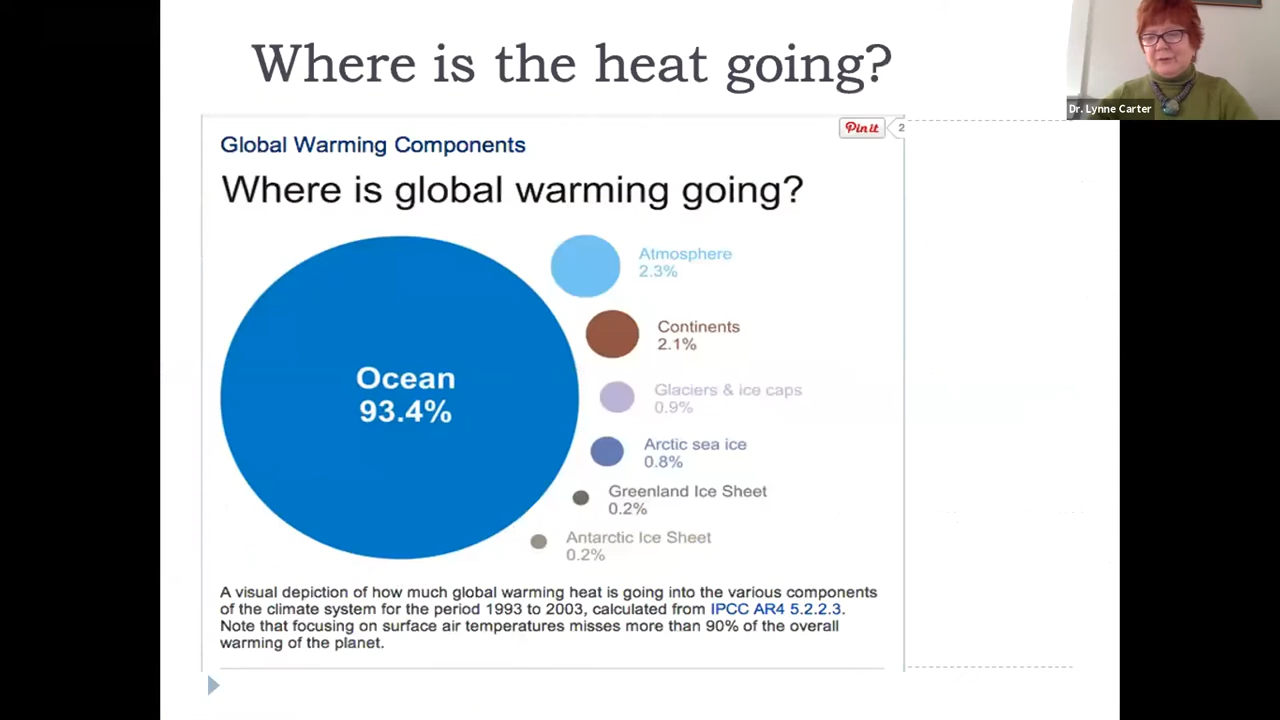 Where is the heat going?
Dr. Lynne Carter
Pin it
2
Global Warming Components
Where is global warming going?
Atmosphere
2.3%
Continents
2.1%
Ocean
93.4%
Glaciers & ice caps
0.9%
Arctic sea ice
0.8%
Greenland Ice Sheet
0.2%
Antarctic Ice Sheet
0.2%
A visual depiction of how much global warming heat is going into the various components
of the climate system for the period 1993 to 2003, calculated from IPCC AR4 5.2.2.3.
Note that focusing on surface air temperatures misses more than 90% of the overall
warming of the planet.